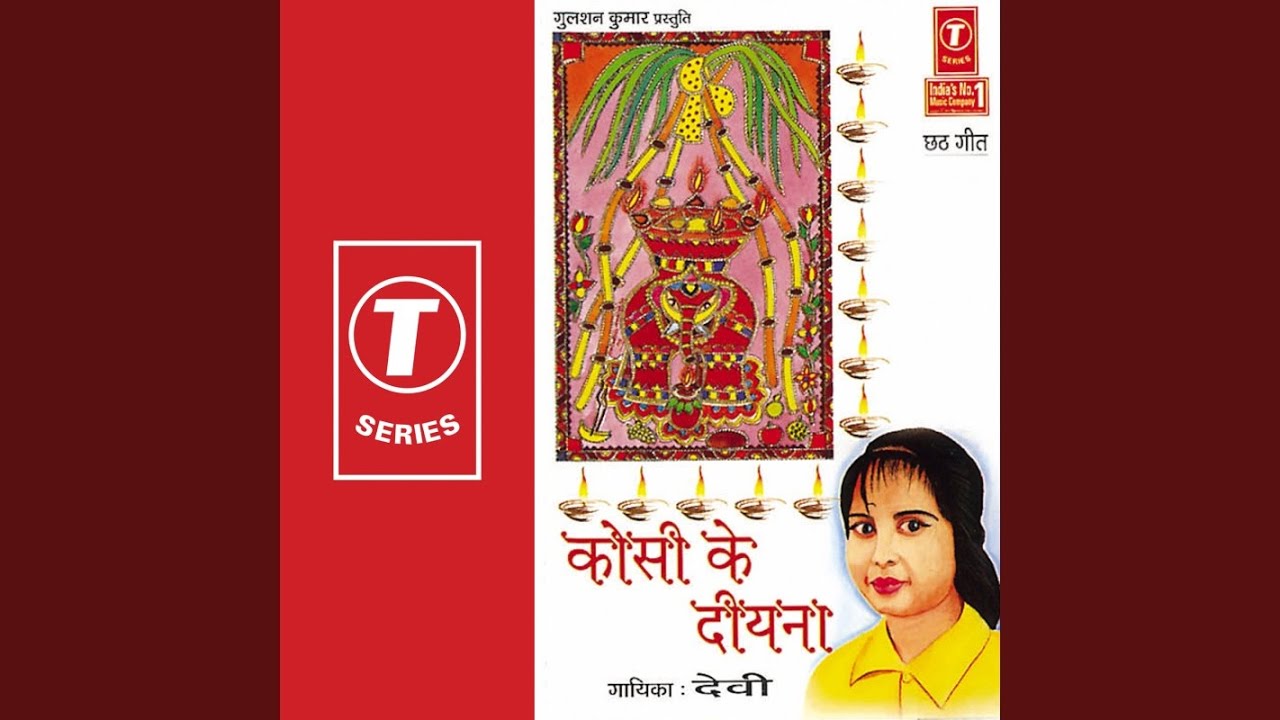 T
SERIES
गुलशन कुमार प्रस्तुति
T
SERIES
India's No.1
Music Company
छठ गीत
कोसी के
दीयना
गायिका : देवी